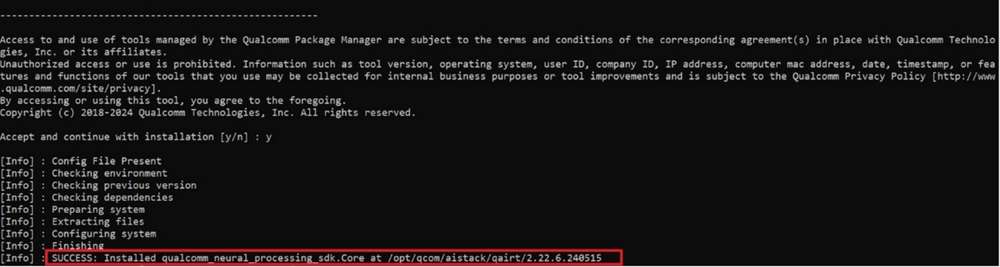 ------------------------------------------------------
Access to and use of tools managed by the Qualcomm Package Manager are subject to the terms and conditions of the corresponding agreement(s) in place with Qualcomm Technolo
gies, Inc. or its affiliates.
Unauthorized access or use is prohibited. Information such as tool version, operating system, user ID, company ID, IP address, computer mac address, date, timestamp, or fea
tures and functions of our tools that you use may be collected for internal business purposes or tool improvements and is subject to the Qualcomm Privacy Policy [http://www
.qualcomm.com/site/privacy].
By accessing or using this tool, you agree to the foregoing.
Copyright (c) 2018-2024 Qualcomm Technologies, Inc. All rights reserved.
Accept and continue with installation [y/n] : y
[Info] : Config File Present
[Info] : Checking environment
[Info] : Checking previous version
[Info] : Checking dependencies
[Info] : Preparing system
[Info] : Extracting files
[Info] : Configuring system
[Info] : Finishing
[Info] : SUCCESS: Installed qualcomm_neural_processing_sdk.Core at /opt/qcom/aistack/qairt/2.22.6.240515